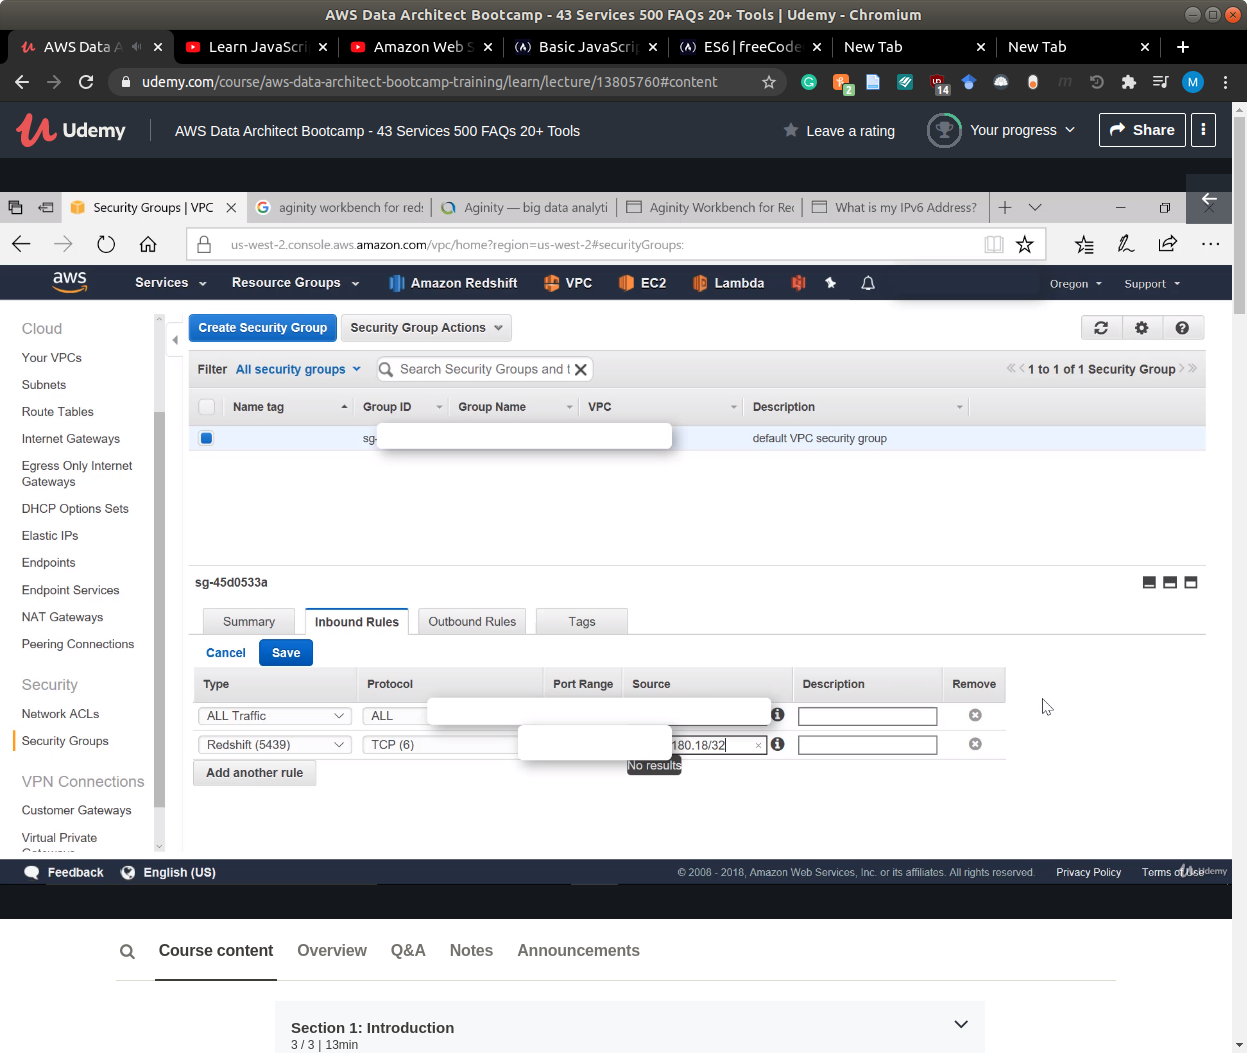 AWS Data Architect Bootcamp - 43 Services 500 FAQs 20+ Tools | Udemy - Chromium
AWS Data A
Learn JavaScri
Amazon Web S
Basic JavaScrip
ES6 | freeCode
New Tab
New Tab
udemy.com/course/aws-data-architect-bootcamp-training/learn/lecture/13805760#content
2
14
M
Udemy
AWS Data Architect Bootcamp - 43 Services 500 FAQs 20+ Tools
Leave a rating
Your progress
Share
Security Groups | VPC
aginity workbench for reds
Aginity — big data analyti
Aginity Workbench for Red
What is my IPv6 Address?
us-west-2.console.aws.amazon.com/vpc/home?region=us-west-2#securityGroups:
aws
Services
Resource Groups
Amazon Redshift
VPC
EC2
Lambda
Oregon
Support
Cloud
Your VPCs
Subnets
Route Tables
Internet Gateways
Egress Only Internet
Gateways
DHCP Options Sets
Elastic IPs
Endpoints
Endpoint Services
NAT Gateways
Peering Connections
Security
Network ACLs
Security Groups
VPN Connections
Customer Gateways
Virtual Private
Create Security Group
Security Group Actions
Filter All security groups
Search Security Groups and t
1 to 1 of 1 Security Group
Name tag
Group ID
Group Name
VPC
Description
sg-
default VPC security group
sg-45d0533a
Summary
Inbound Rules
Outbound Rules
Tags
Cancel
Save
Type
Protocol
Port Range
Source
Description
Remove
ALL Traffic
ALL
Redshift (5439)
TCP (6)
180.18/32
No results
Add another rule
Feedback
English (US)
© 2008 - 2018, Amazon Web Services, Inc. or its affiliates. All rights reserved.
Privacy Policy
Terms of Use
Udemy
Course content
Overview
Q&A
Notes
Announcements
Section 1: Introduction
3 / 3 | 13min